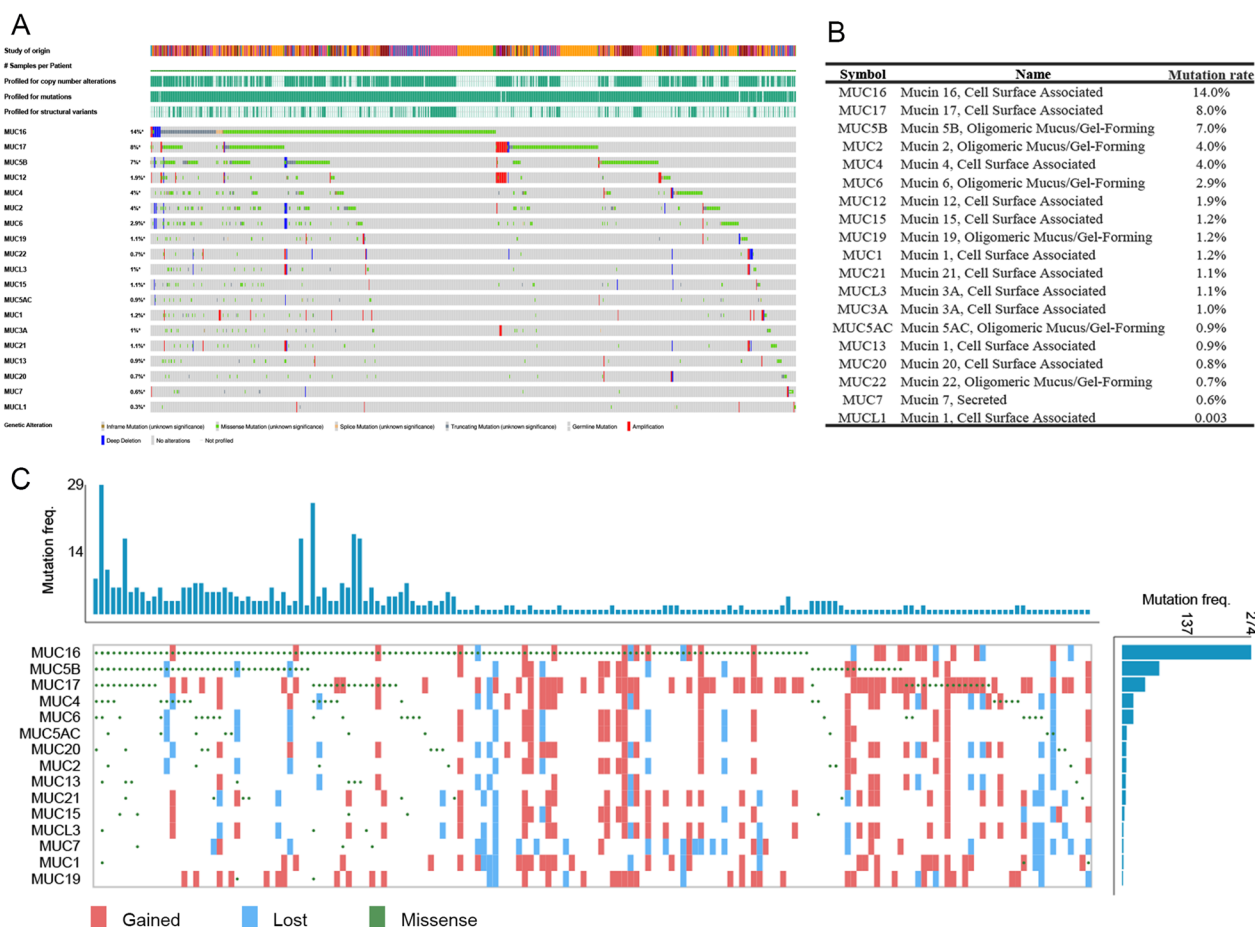 A
Study of origin
# Samples per Patient
Profiled for copy number alterations
Profiled for mutations
Profiled for structural variants
MUC16 14%*
MUC17 8%*
MUC5B 7%*
MUC12 1.9%*
MUC4 4%*
MUC2 4%*
MUC6 2.9%*
MUC19 1.1%*
MUC22 0.7%*
MUCL3 1%*
MUC15 1.1%*
MUC5AC 0.9%*
MUC1 1.2%*
MUC3A 1%*
MUC21 1.1%*
MUC13 0.9%*
MUC20 0.7%*
MUC7 0.6%*
MUCL1 0.3%*
Genetic Alteration Inframe Mutation (unknown significance) Missense Mutation (unknown significance) Splice Mutation (unknown significance) Truncating Mutation (unknown significance) Germline Mutation Amplification
Deep Deletion No alterations Not profiled
B
Symbol Name Mutation rate
MUC16 Mucin 16, Cell Surface Associated 14.0%
MUC17 Mucin 17, Cell Surface Associated 8.0%
MUC5B Mucin 5B, Oligomeric Mucus/Gel-Forming 7.0%
MUC2 Mucin 2, Oligomeric Mucus/Gel-Forming 4.0%
MUC4 Mucin 4, Cell Surface Associated 4.0%
MUC6 Mucin 6, Oligomeric Mucus/Gel-Forming 2.9%
MUC12 Mucin 12, Cell Surface Associated 1.9%
MUC15 Mucin 15, Cell Surface Associated 1.2%
MUC19 Mucin 19, Oligomeric Mucus/Gel-Forming 1.2%
MUC1 Mucin 1, Cell Surface Associated 1.2%
MUC21 Mucin 21, Cell Surface Associated 1.1%
MUCL3 Mucin 3A, Cell Surface Associated 1.1%
MUC3A Mucin 3A, Cell Surface Associated 1.0%
MUC5AC Mucin 5AC, Oligomeric Mucus/Gel-Forming 0.9%
MUC13 Mucin 1, Cell Surface Associated 0.9%
MUC20 Mucin 20, Cell Surface Associated 0.8%
MUC22 Mucin 22, Oligomeric Mucus/Gel-Forming 0.7%
MUC7 Mucin 7, Secreted 0.6%
MUCL1 Mucin 1, Cell Surface Associated 0.003
C
29
14
Mutation freq.
Mutation freq.
137
274
MUC16
MUC5B
MUC17
MUC4
MUC6
MUC5AC
MUC20
MUC2
MUC13
MUC21
MUC15
MUCL3
MUC7
MUC1
MUC19
Gained Lost Missense